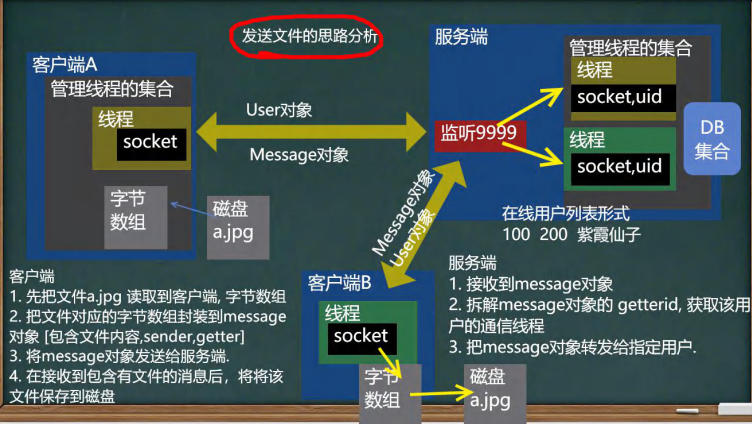 发送文件的思路分析
客户端A
管理线程的集合
线程
socket
字节
数组
磁盘
a.jpg
User对象
Message对象
服务端
管理线程的集合
线程
socket,uid
监听9999
线程
socket,uid
DB
集合
在线用户列表形式
100 200 紫霞仙子
Message对象
User对象
客户端
1. 先把文件a.jpg 读取到客户端, 字节数组
2. 把文件对应的字节数组封装到message
对象 [包含文件内容,sender,getter]
3. 将message对象发送给服务端.
4. 在接收到包含有文件的消息后，将将该
文件保存到磁盘
客户端B
线程
socket
字节
数组
磁盘
a.jpg
服务端
1. 接收到message对象
2. 拆解message对象的 getterid, 获取该用
户的通信线程
3. 把message对象转发给指定用户.